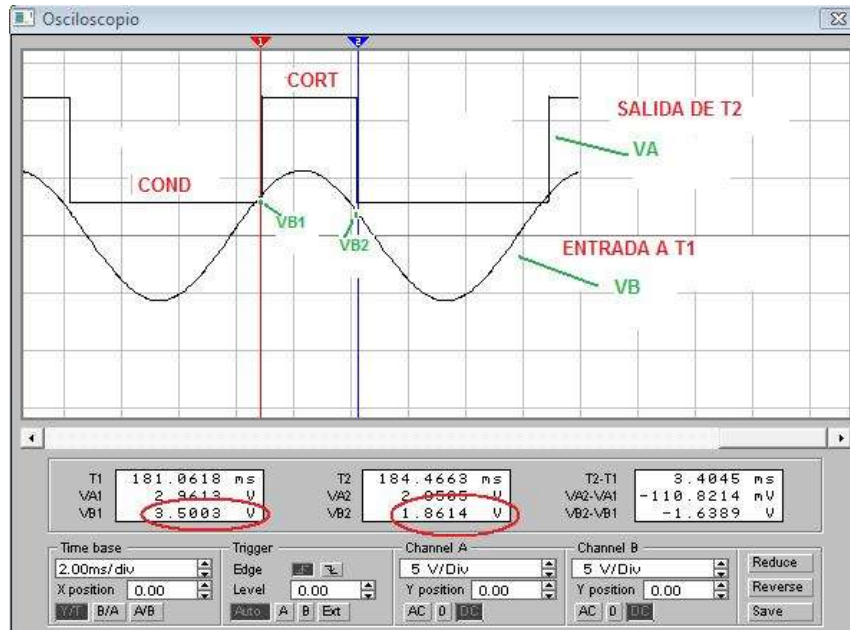 Osciloscopio
1 2
CORT
SALIDA DE T2
VA
COND
VB1
VB2
ENTRADA A T1
VB
T1 181.0618 ms T2 184.4663 ms T2-T1 3.4045 ms
VA1 V VA2 V VA2-VA1 -110.8214 mV
VB1 3.5003 V VB2 1.8614 V VB2-VB1 -1.6389 V
Time base Trigger Channel A Channel B
2.00ms/div Edge 5 V/Div 5 V/Div Reduce
X position 0.00 Level 0.00 Y position 0.00 Y position 0.00 Reverse
Y/T B/A A/B Auto A B Ext AC 0 DC AC 0 DC Save